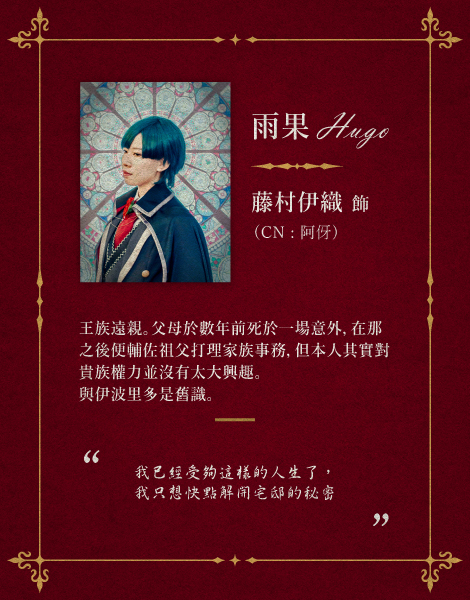 雨果 Hugo
藤村伊織 飾
（CN：阿伢）
王族遠親。父母於數年前死於一場意外，在那
之後便輔佐祖父打理家族事務，但本人其實對
貴族權力並沒有太大興趣。
與伊波里多是舊識。
“
我已經受夠這樣的人生了，
我只想快點解開宅邸的秘密
”